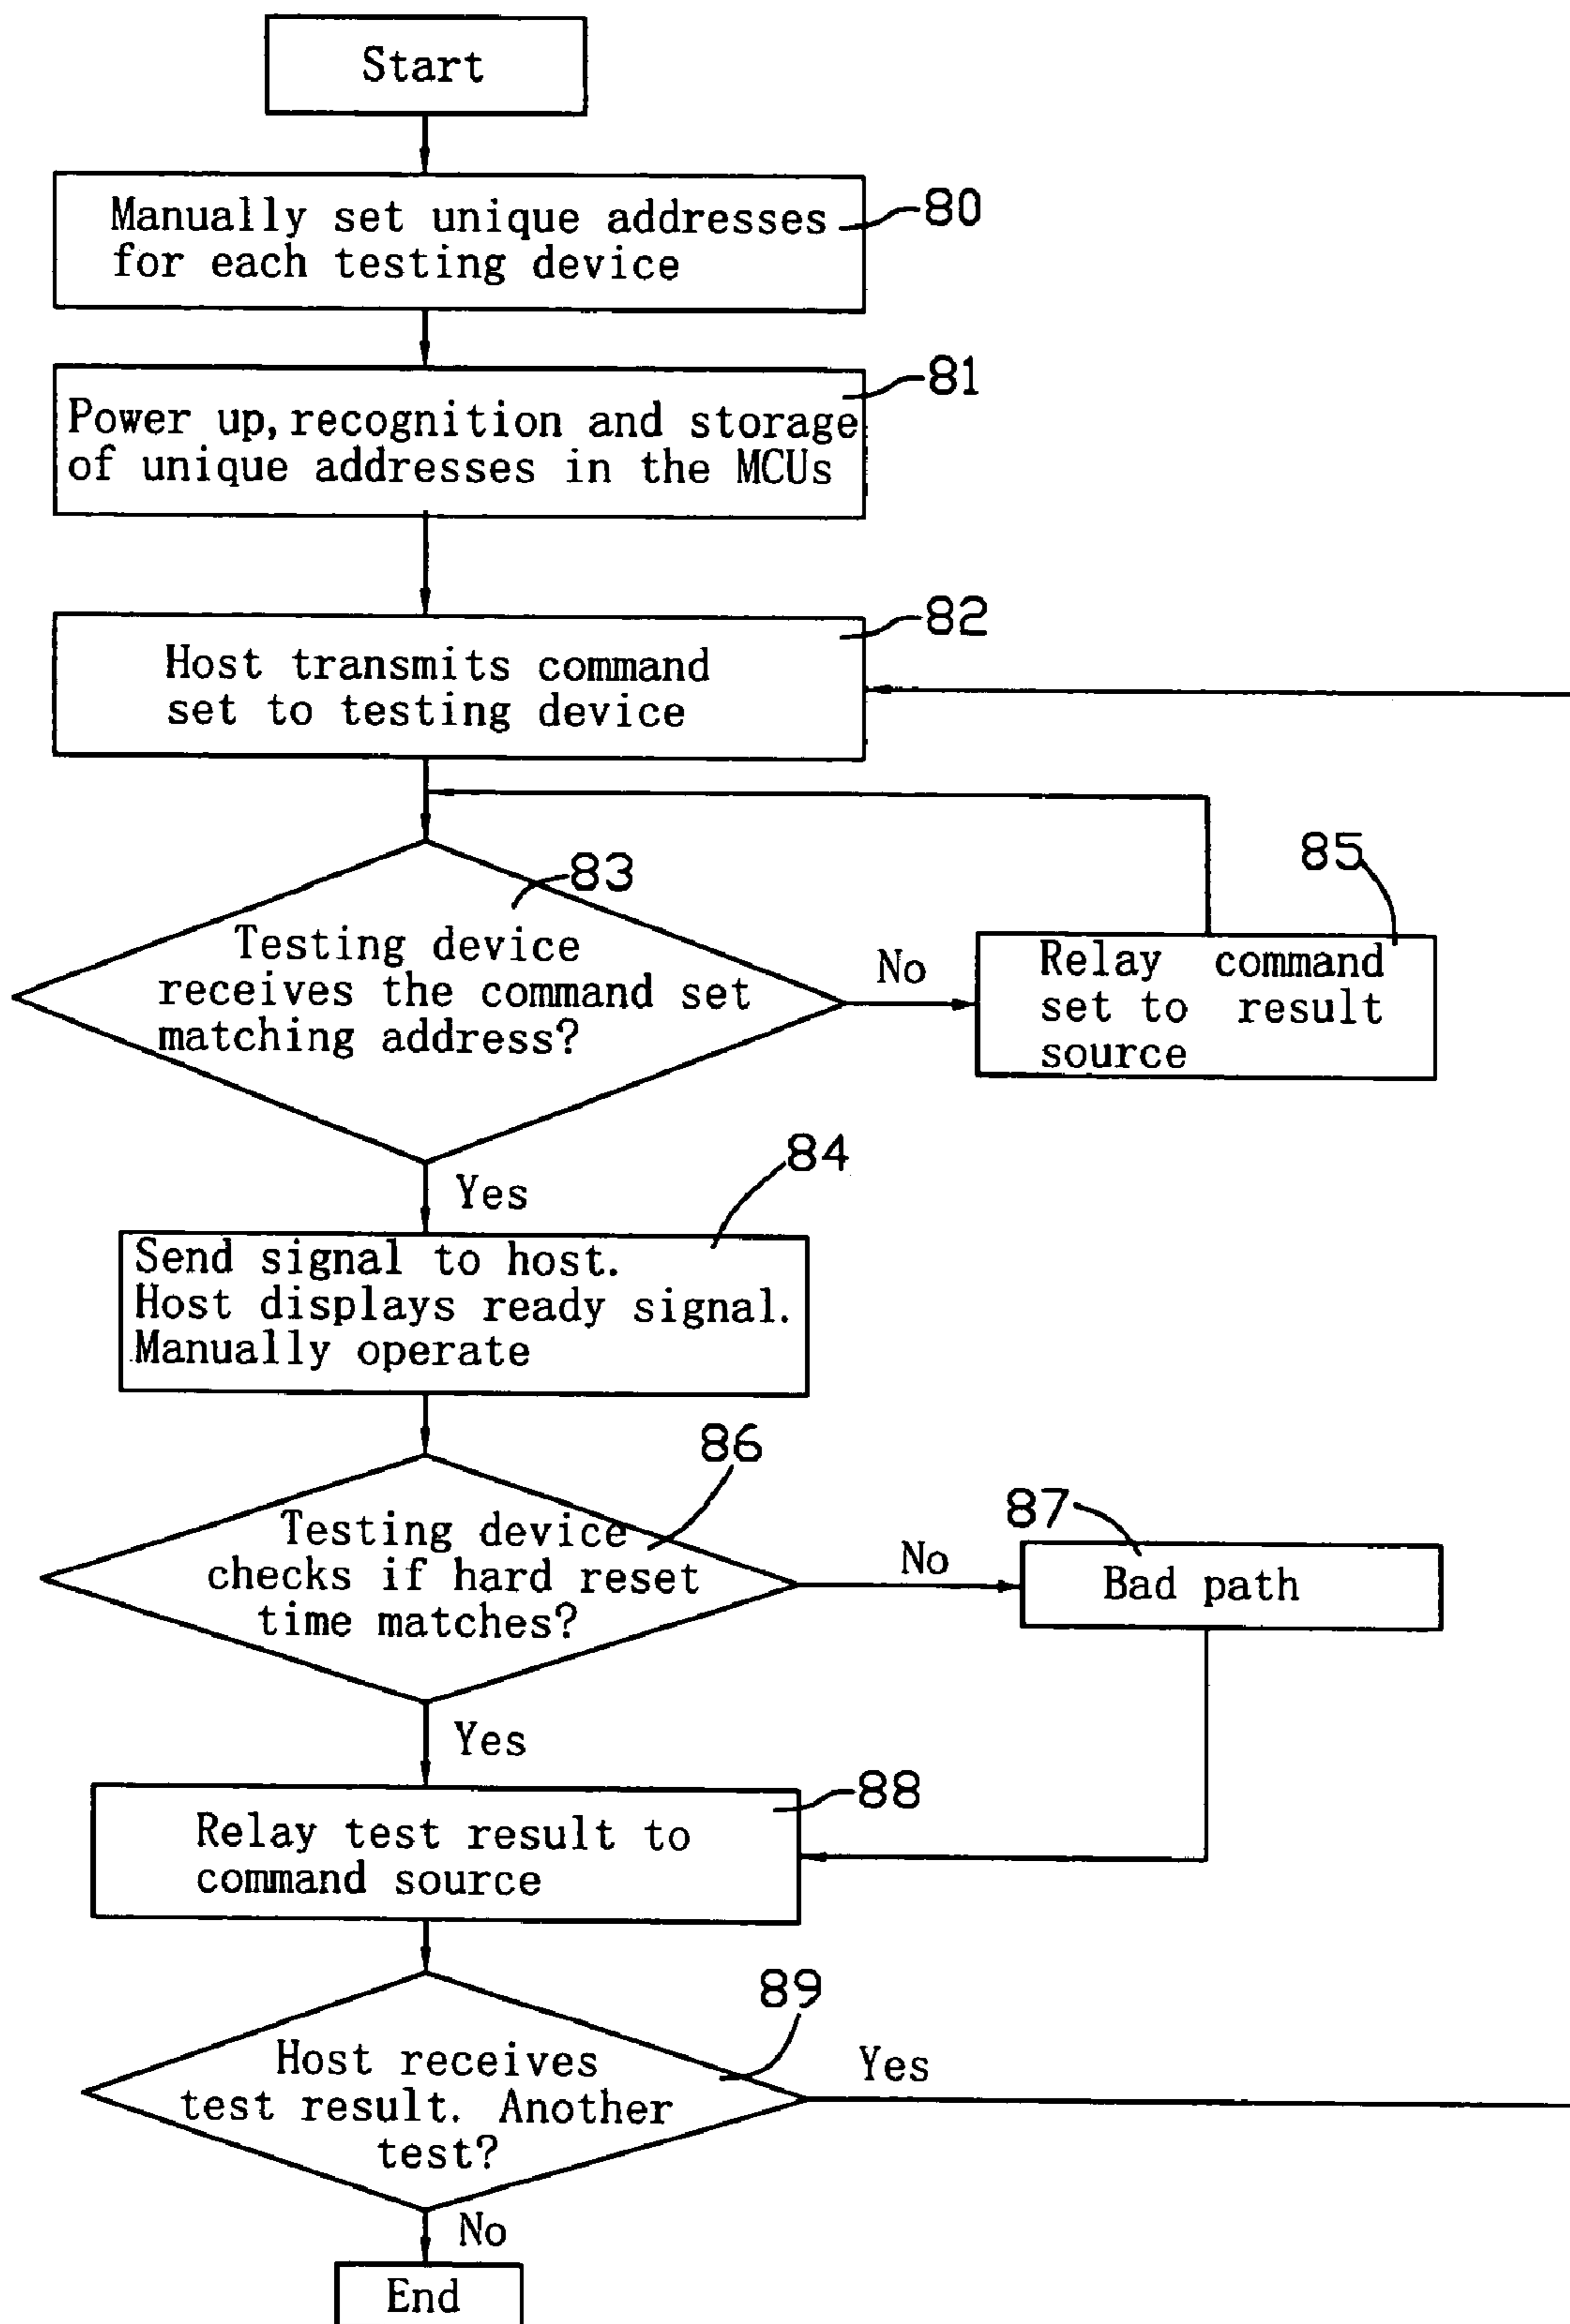 Start
Manually set unique addresses
for each testing device
80
Power up, recognition and storage
of unique addresses in the MCUs
81
Host transmits command
set to testing device
82
Testing device
receives the command set
matching address?
83
No
Relay command
set to result
source
85
Yes
Send signal to host.
Host displays ready signal.
Manually operate
84
Testing device
checks if hard reset
time matches?
86
No
Bad path
87
Yes
Relay test result to
command source
88
Host receives
test result. Another
test?
89
Yes
No
End